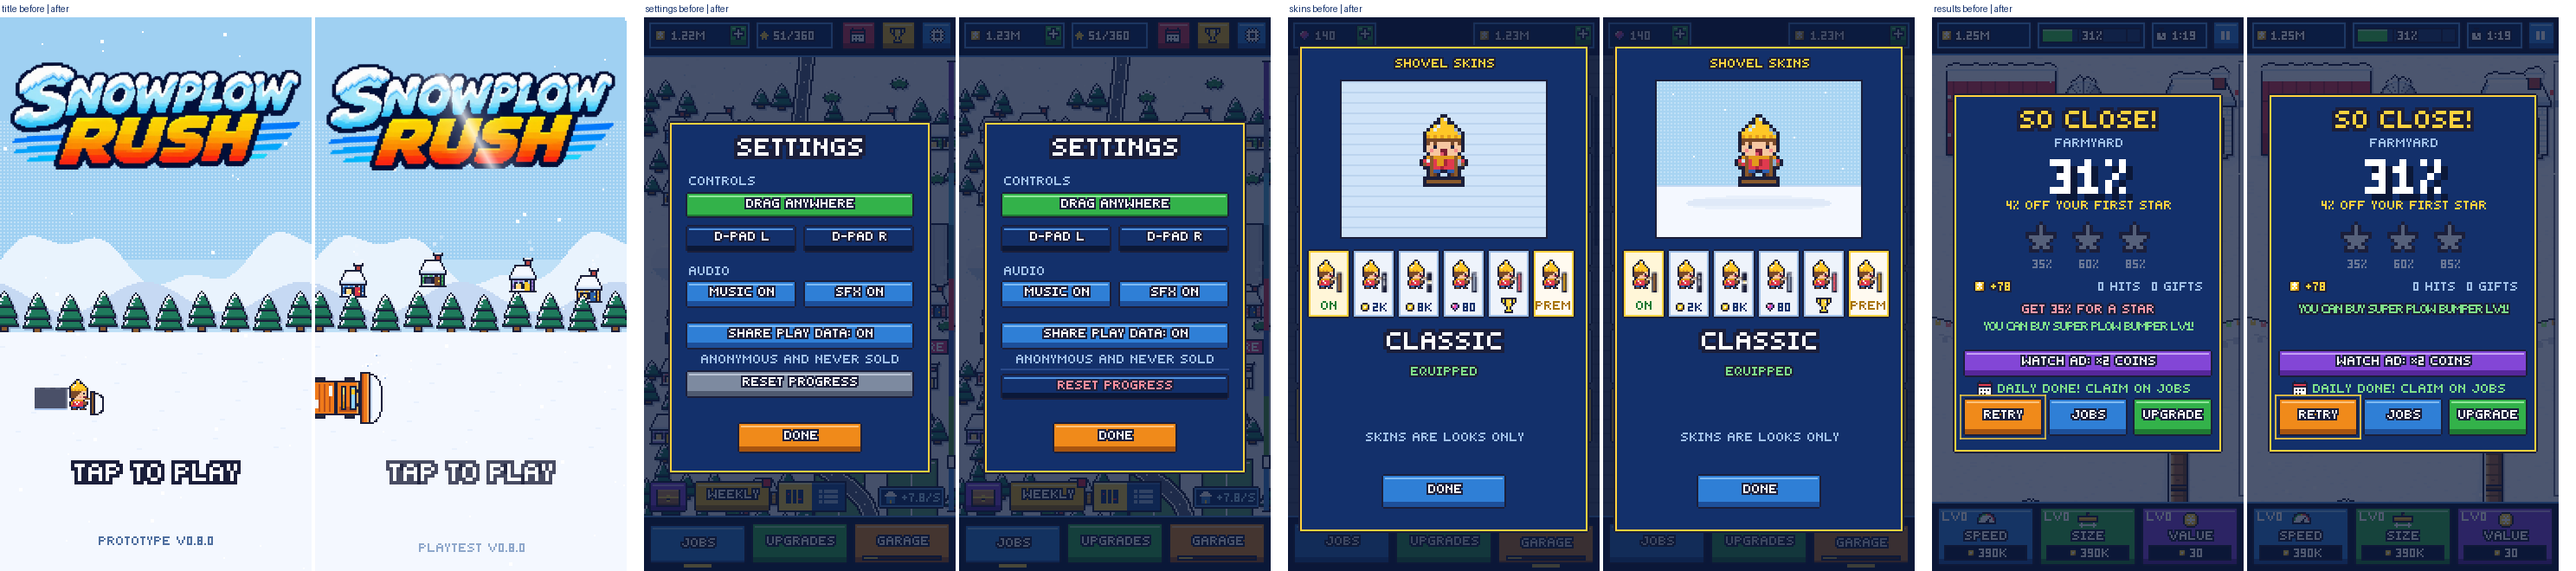 title before | after
SNOWPLOW
RUSH
TAP TO PLAY
PROTOTYPE V0.8.0
SNOWPLOW
RUSH
TAP TO PLAY
PLAYTEST V0.8.0
settings before | after
1.22M
51/360
SETTINGS
CONTROLS
DRAG ANYWHERE
D-PAD L
D-PAD R
AUDIO
MUSIC ON
SFX ON
SHARE PLAY DATA: ON
ANONYMOUS AND NEVER SOLD
RESET PROGRESS
DONE
WEEKLY
+7.8/S
JOBS
UPGRADES
GARAGE
1.23M
51/360
SETTINGS
CONTROLS
DRAG ANYWHERE
D-PAD L
D-PAD R
AUDIO
MUSIC ON
SFX ON
SHARE PLAY DATA: ON
ANONYMOUS AND NEVER SOLD
RESET PROGRESS
DONE
WEEKLY
+7.8/S
JOBS
UPGRADES
GARAGE
skins before | after
140
1.23M
SHOVEL SKINS
ON
2K
8K
80
PREM
CLASSIC
EQUIPPED
SKINS ARE LOOKS ONLY
DONE
JOBS
UPGRADES
GARAGE
140
1.23M
SHOVEL SKINS
ON
2K
8K
80
PREM
CLASSIC
EQUIPPED
SKINS ARE LOOKS ONLY
DONE
JOBS
UPGRADES
GARAGE
results before | after
1.25M
31%
1:19
SO CLOSE!
FARMYARD
31%
4% OFF YOUR FIRST STAR
35%
60%
85%
+78
0 HITS 0 GIFTS
GET 35% FOR A STAR
YOU CAN BUY SUPER PLOW BUMPER LV1!
WATCH AD: x2 COINS
DAILY DONE! CLAIM ON JOBS
RETRY
JOBS
UPGRADE
LV0
SPEED
390K
LV0
SIZE
390K
LV0
VALUE
30
1.25M
31%
1:19
SO CLOSE!
FARMYARD
31%
4% OFF YOUR FIRST STAR
35%
60%
85%
+78
0 HITS 0 GIFTS
YOU CAN BUY SUPER PLOW BUMPER LV1!
WATCH AD: x2 COINS
DAILY DONE! CLAIM ON JOBS
RETRY
JOBS
UPGRADE
LV0
SPEED
390K
LV0
SIZE
390K
LV0
VALUE
30